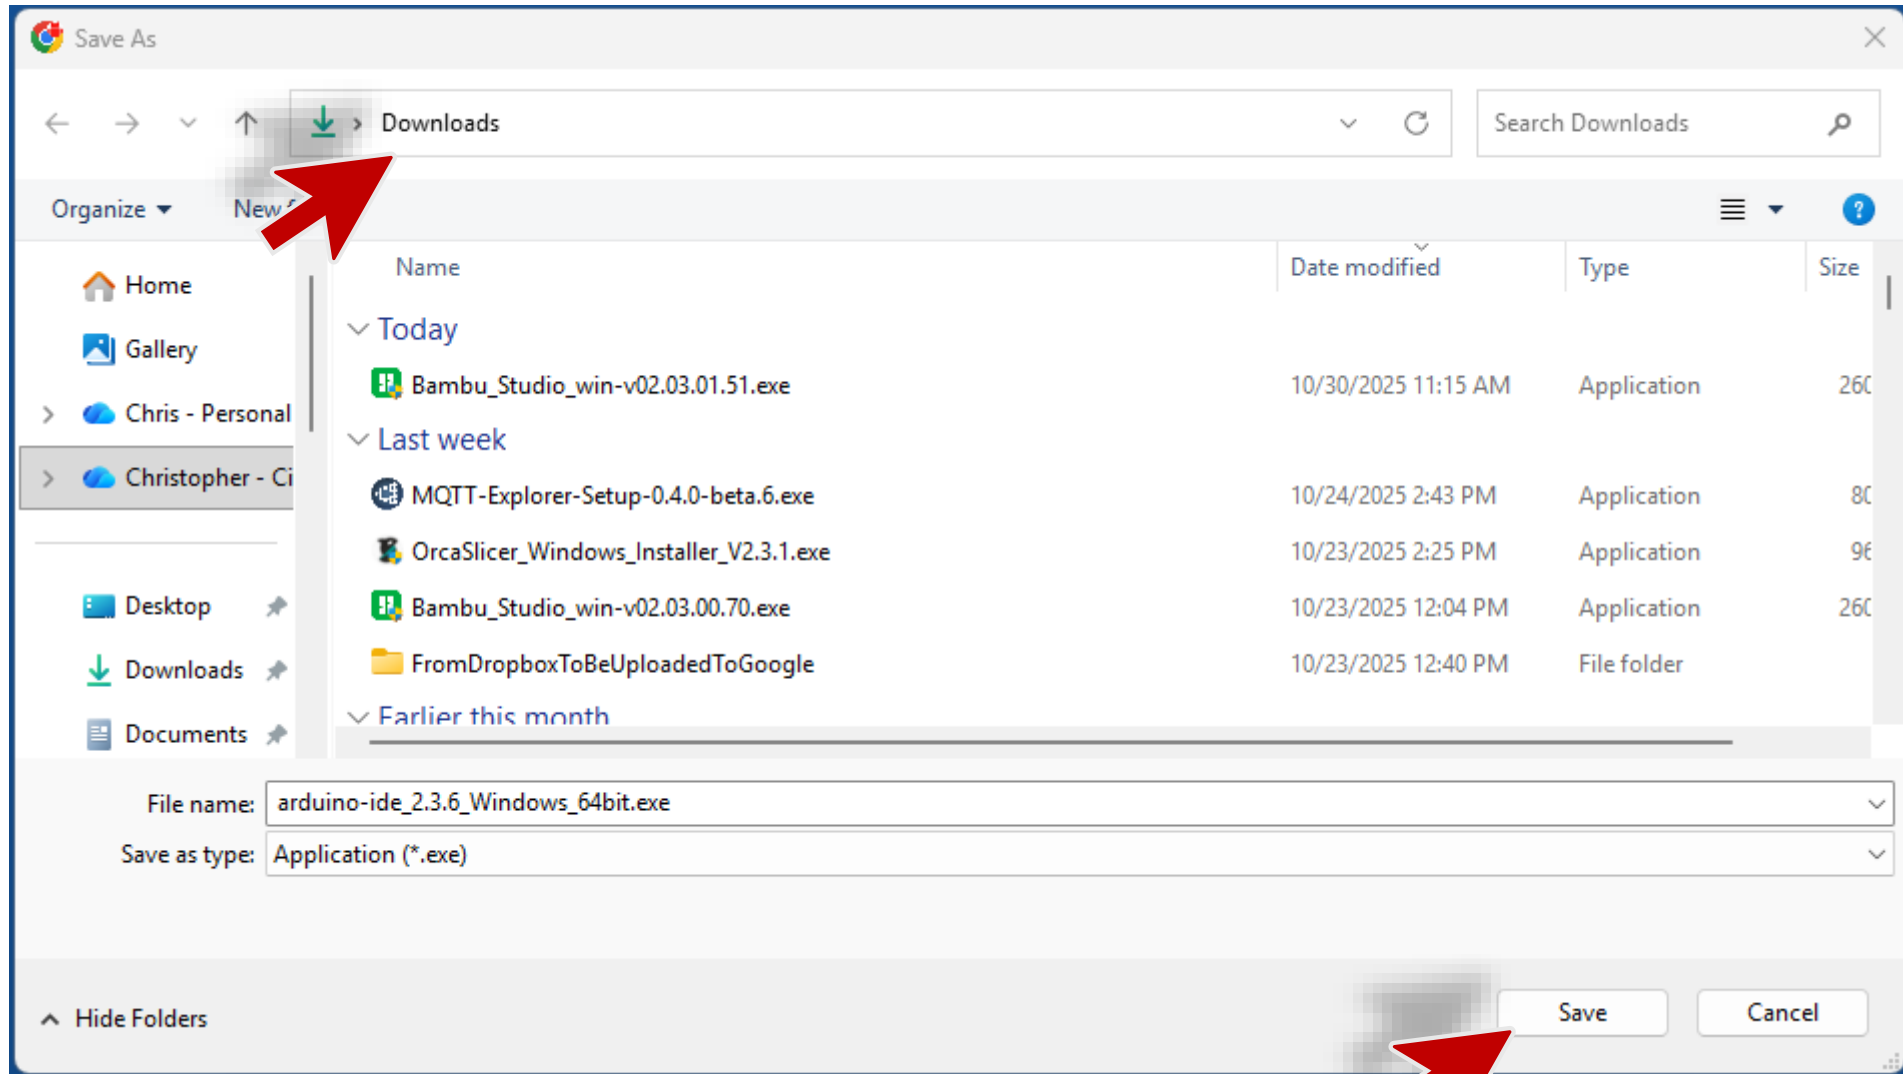 Save As
Downloads
Search Downloads
Organize
New
Name Date modified Type Size
Home
Gallery
Chris - Personal
Christopher - Ci
Desktop
Downloads
Documents
Today
Bambu_Studio_win-v02.03.01.51.exe 10/30/2025 11:15 AM Application 260
Last week
MQTT-Explorer-Setup-0.4.0-beta.6.exe 10/24/2025 2:43 PM Application 80
OrcaSlicer_Windows_Installer_V2.3.1.exe 10/23/2025 2:25 PM Application 96
Bambu_Studio_win-v02.03.00.70.exe 10/23/2025 12:04 PM Application 260
FromDropboxToBeUploadedToGoogle 10/23/2025 12:40 PM File folder
Earlier this month
File name: arduino-ide_2.3.6_Windows_64bit.exe
Save as type: Application (*.exe)
Hide Folders
Save
Cancel